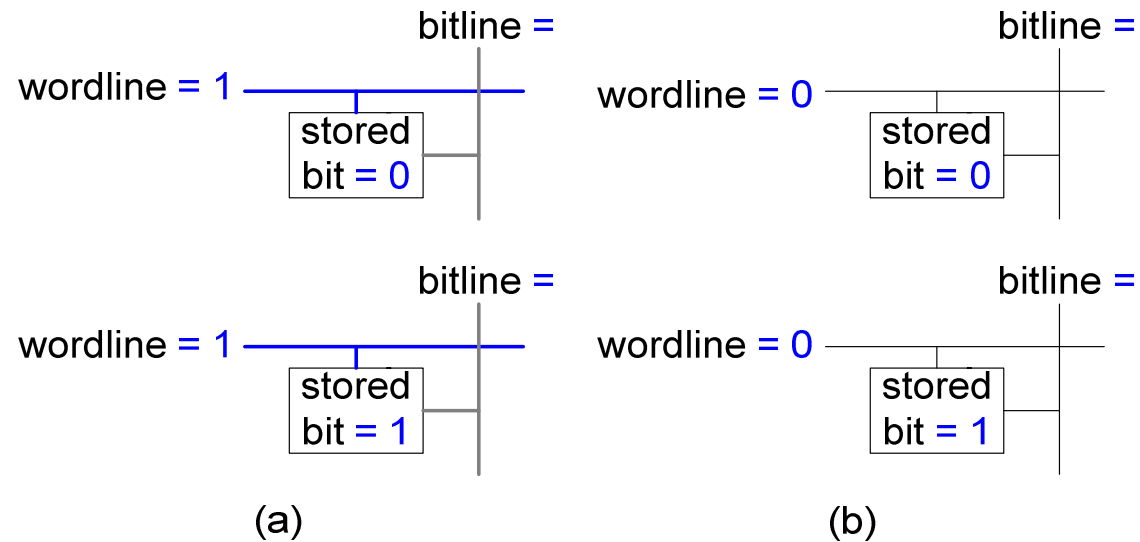 bitline =
bitline =
wordline = 1
wordline = 0
stored
bit = 0
stored
bit = 0
bitline =
bitline =
wordline = 1
wordline = 0
stored
bit = 1
stored
bit = 1
(a)
(b)